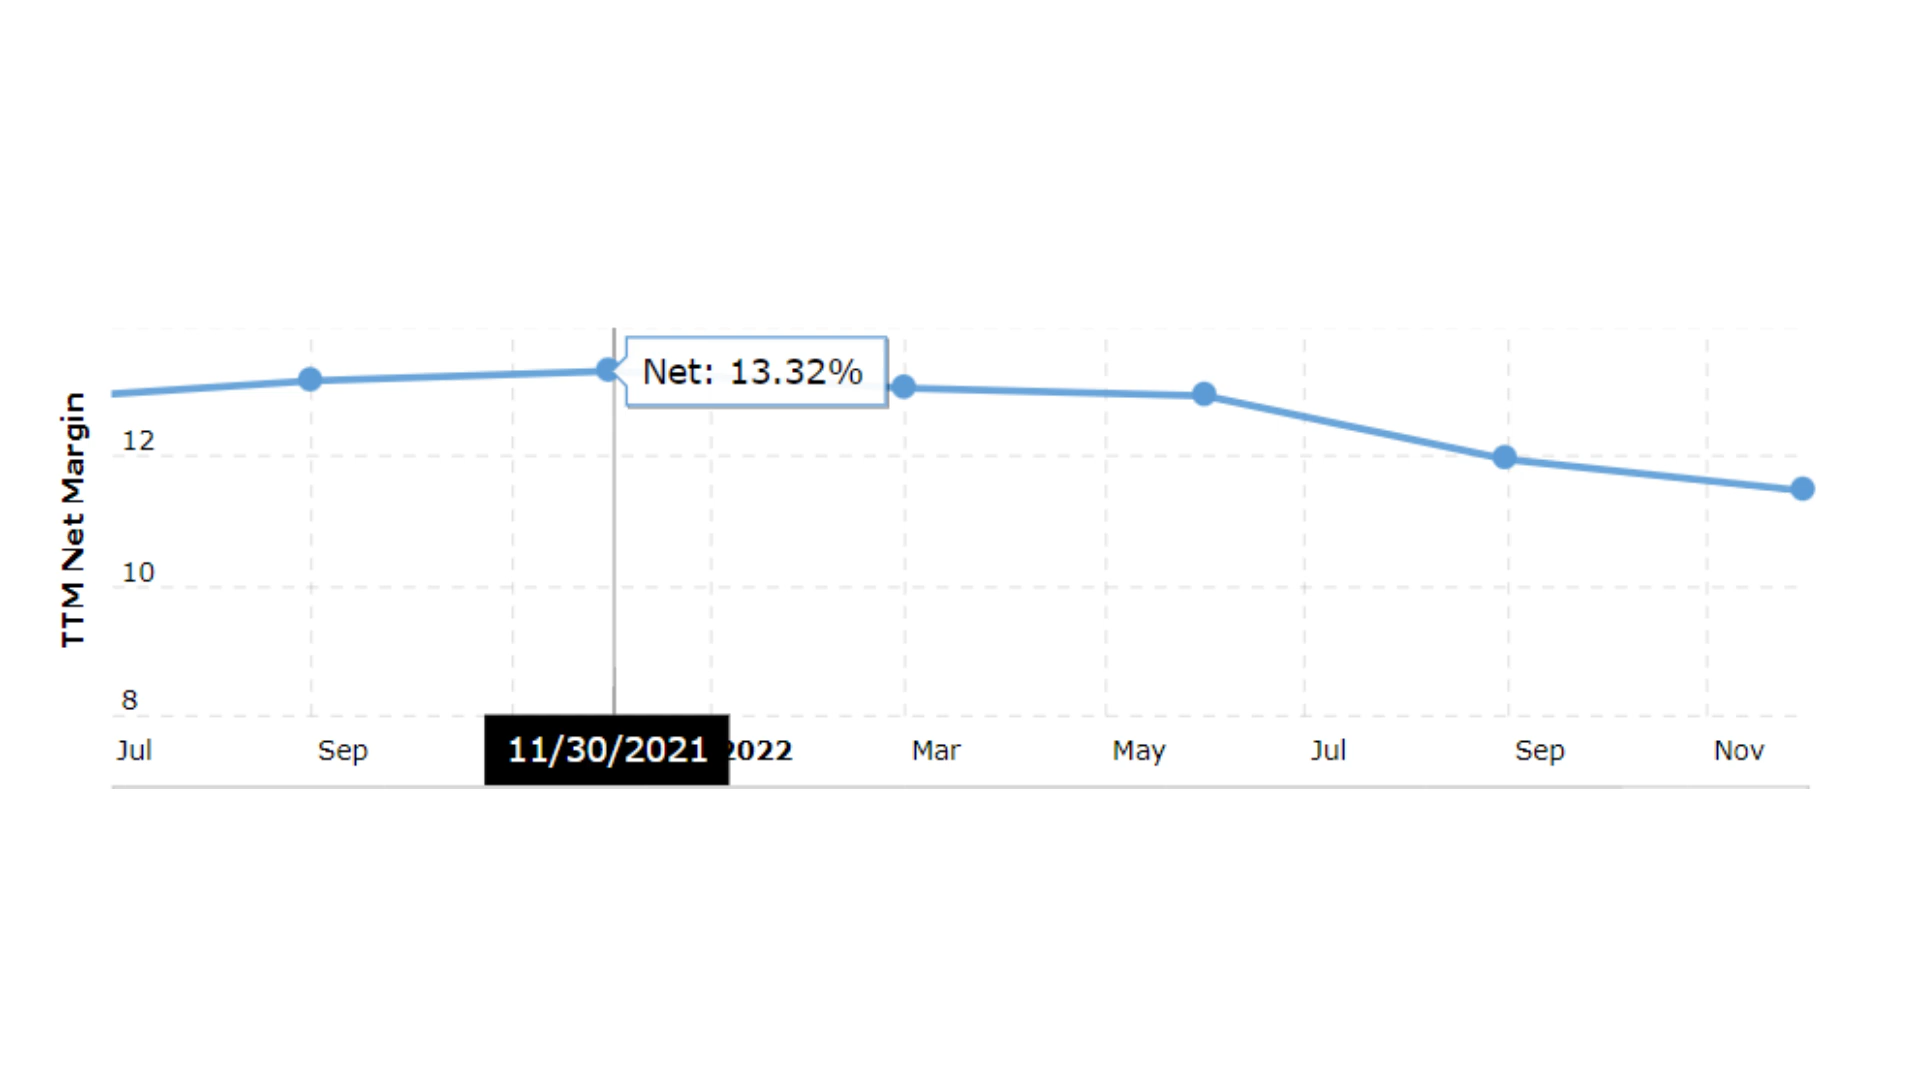 TTM Net Margin
Net: 13.32%
12
10
8
Jul Sep 11/30/2021 2022 Mar May Jul Sep Nov